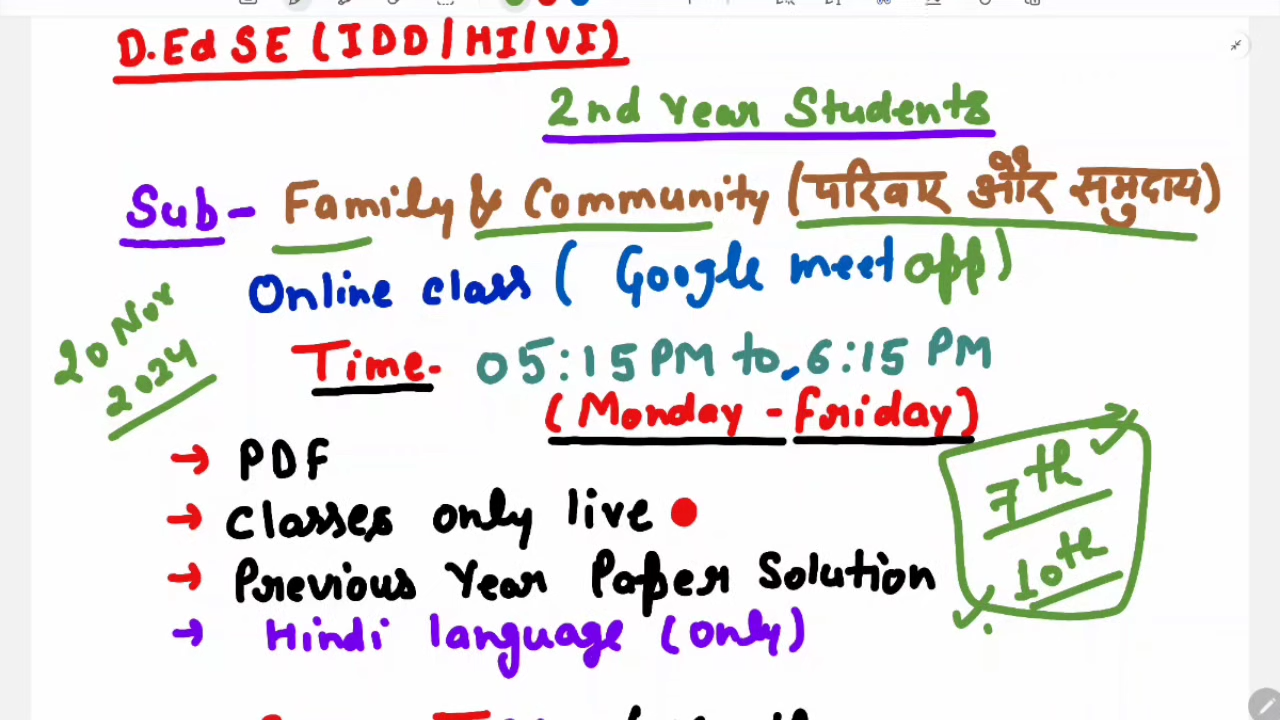 D.Ed SE (IDD/HI/VI)
2nd Year Students
Sub- Family & Community (परिवार और समुदाय)
Online class ( Google meet app)
20 Nov
2024
Time- 05:15 PM to 6:15 PM
(Monday - Friday)
→ PDF
→ Classes only live
→ Previous Year Paper Solution
→ Hindi language (only)
7th
10th